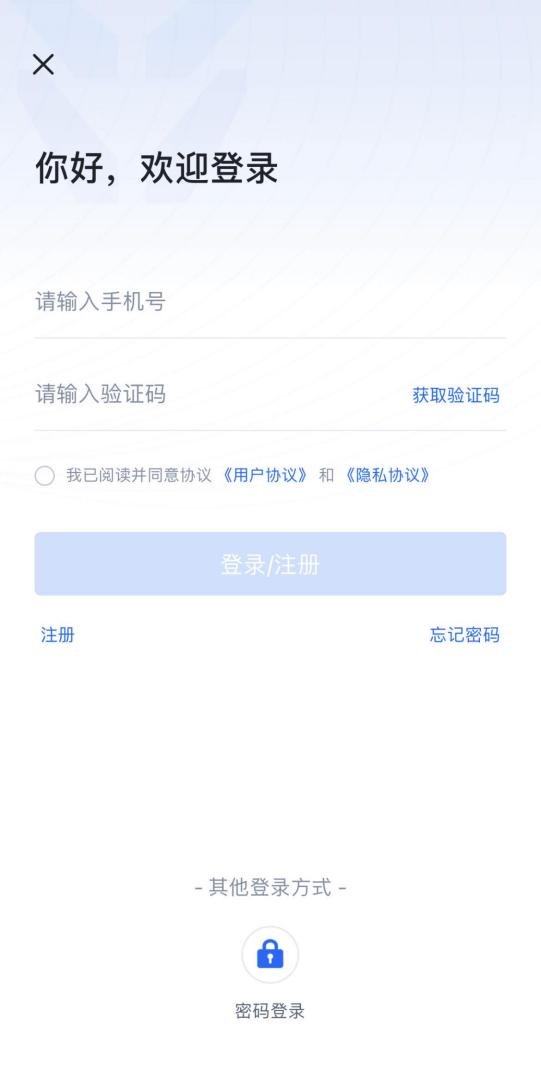 你好，欢迎登录
请输入手机号
请输入验证码 获取验证码
我已阅读并同意协议《用户协议》和《隐私协议》
登录/注册
注册 忘记密码
- 其他登录方式 -
密码登录